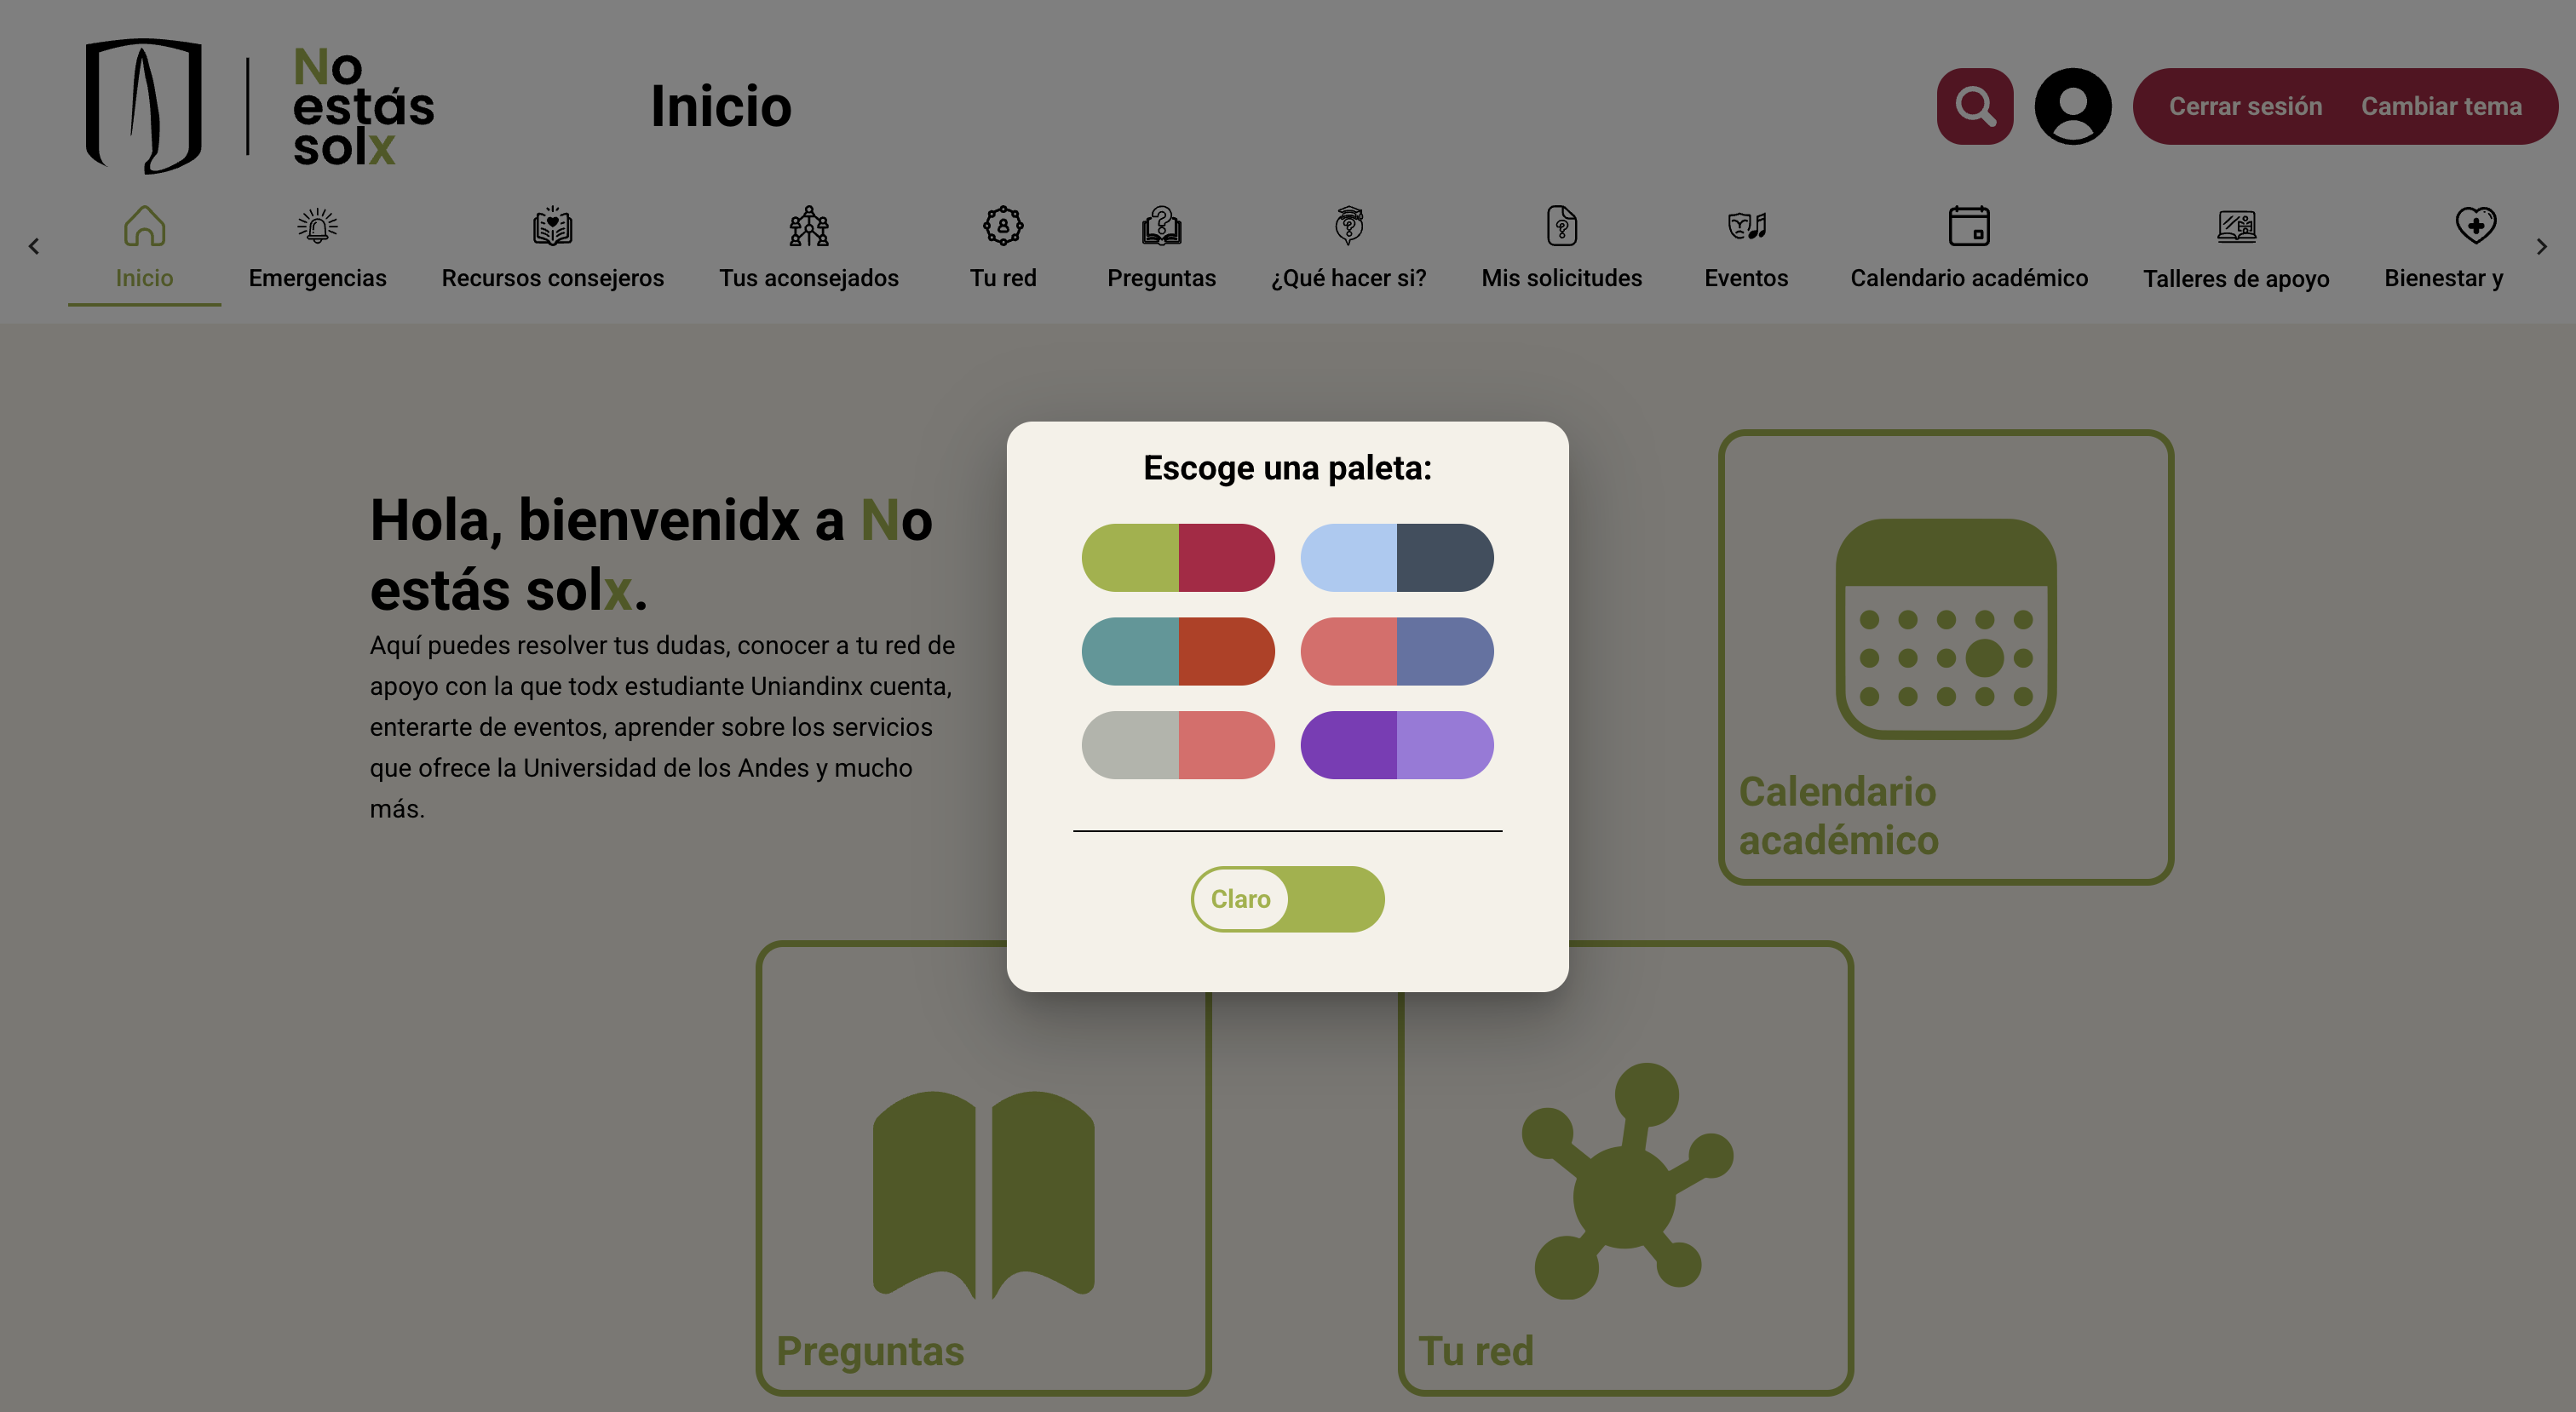 No
estás
solx
Inicio
Cerrar sesión
Cambiar tema
Inicio
Emergencias
Recursos consejeros
Tus aconsejados
Tu red
Preguntas
¿Qué hacer si?
Mis solicitudes
Eventos
Calendario académico
Talleres de apoyo
Bienestar y
Hola, bienvenidx a No
estás solx.
Aquí puedes resolver tus dudas, conocer a tu red de
apoyo con la que todx estudiante Uniandinx cuenta,
enterarte de eventos, aprender sobre los servicios
que ofrece la Universidad de los Andes y mucho
más.
Escoge una paleta:
Claro
Calendario
académico
Preguntas
Tu red